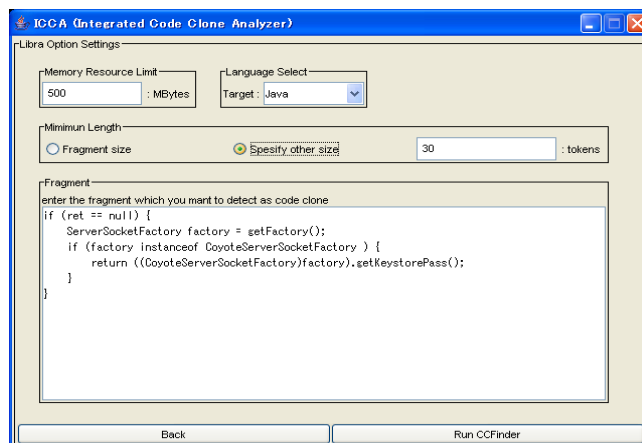 ICCA (Integrated Code Clone Analyzer)
Libra Option Settings
Memory Resource Limit
500 : MBytes
Language Select
Target : Java
Mimimun Length
Fragment size
Spesify other size
30 : tokens
Fragment
enter the fragment which you mant to detect as code clone
if (ret == null) {
    ServerSocketFactory factory = getFactory();
    if (factory instanceof CoyoteServerSocketFactory ) {
        return ((CoyoteServerSocketFactory)factory).getKeystorePass();
    }
}
Back
Run CCFinder